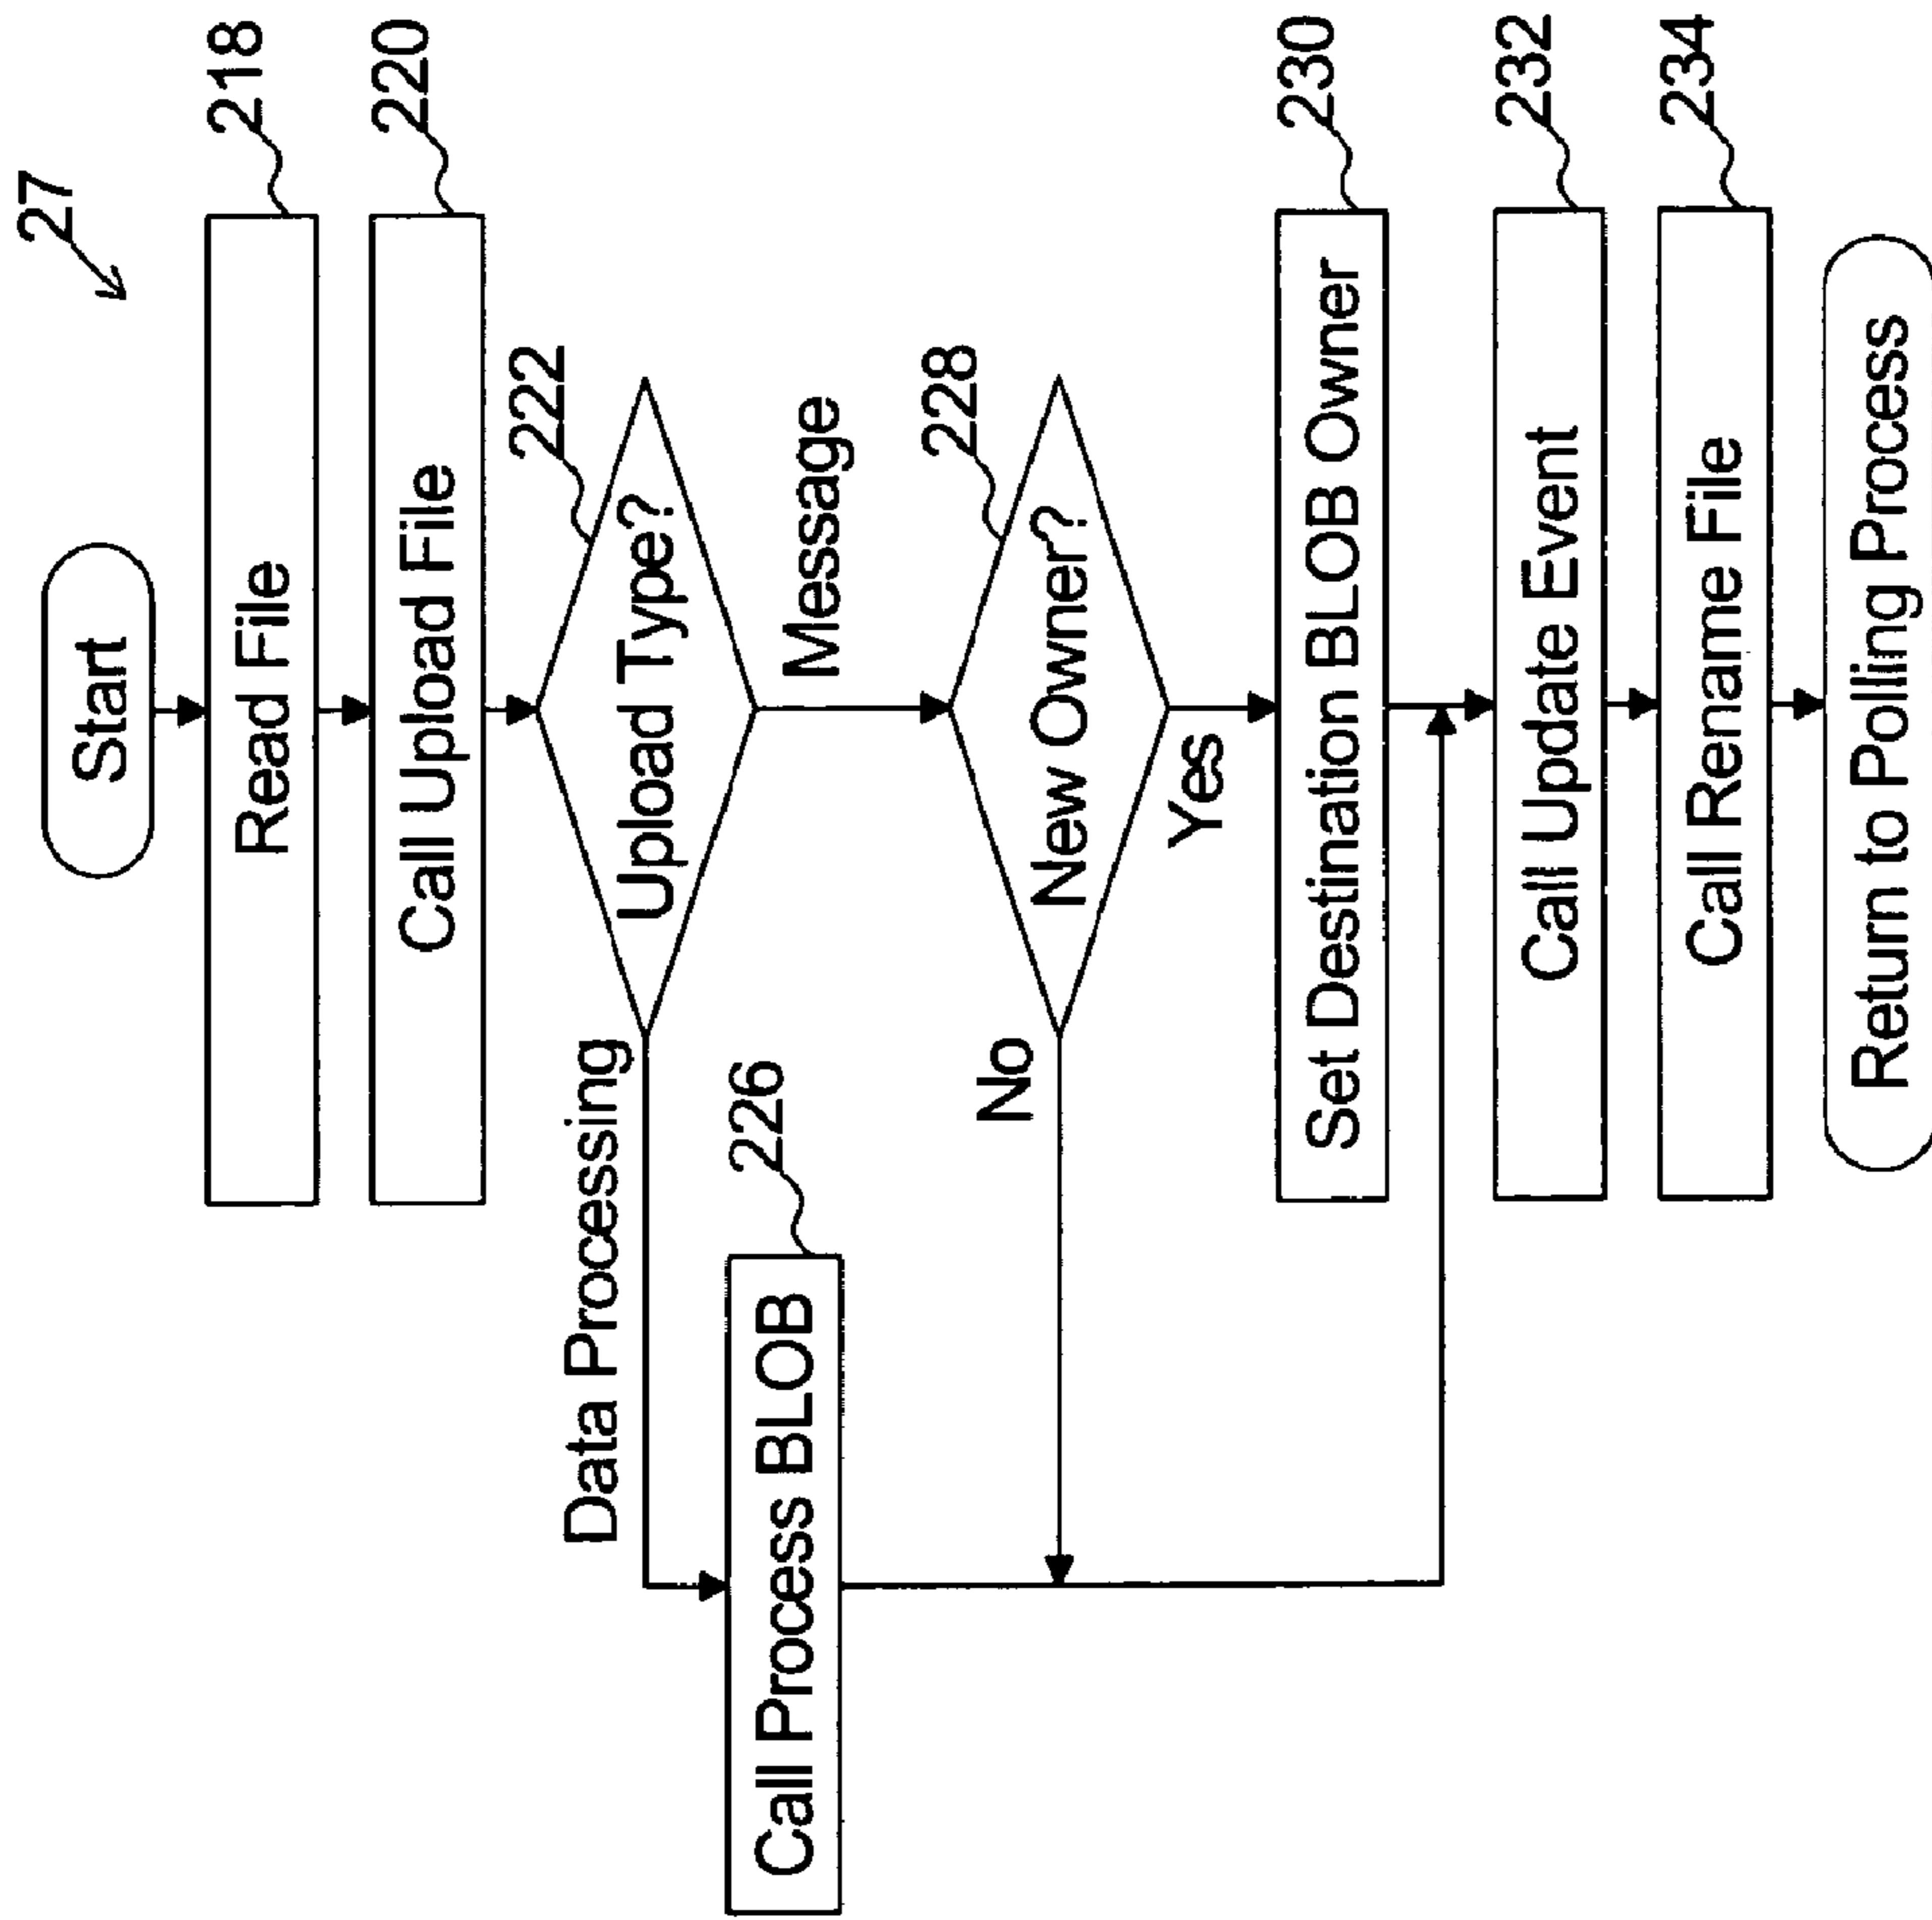 27
Start
Read File
218
Call Upload File
220
Upload Type?
222
Data Processing
Message
Call Process BLOB
226
New Owner?
228
No
Yes
Set Destination BLOB Owner
230
Call Update Event
232
Call Rename File
234
Return to Polling Process